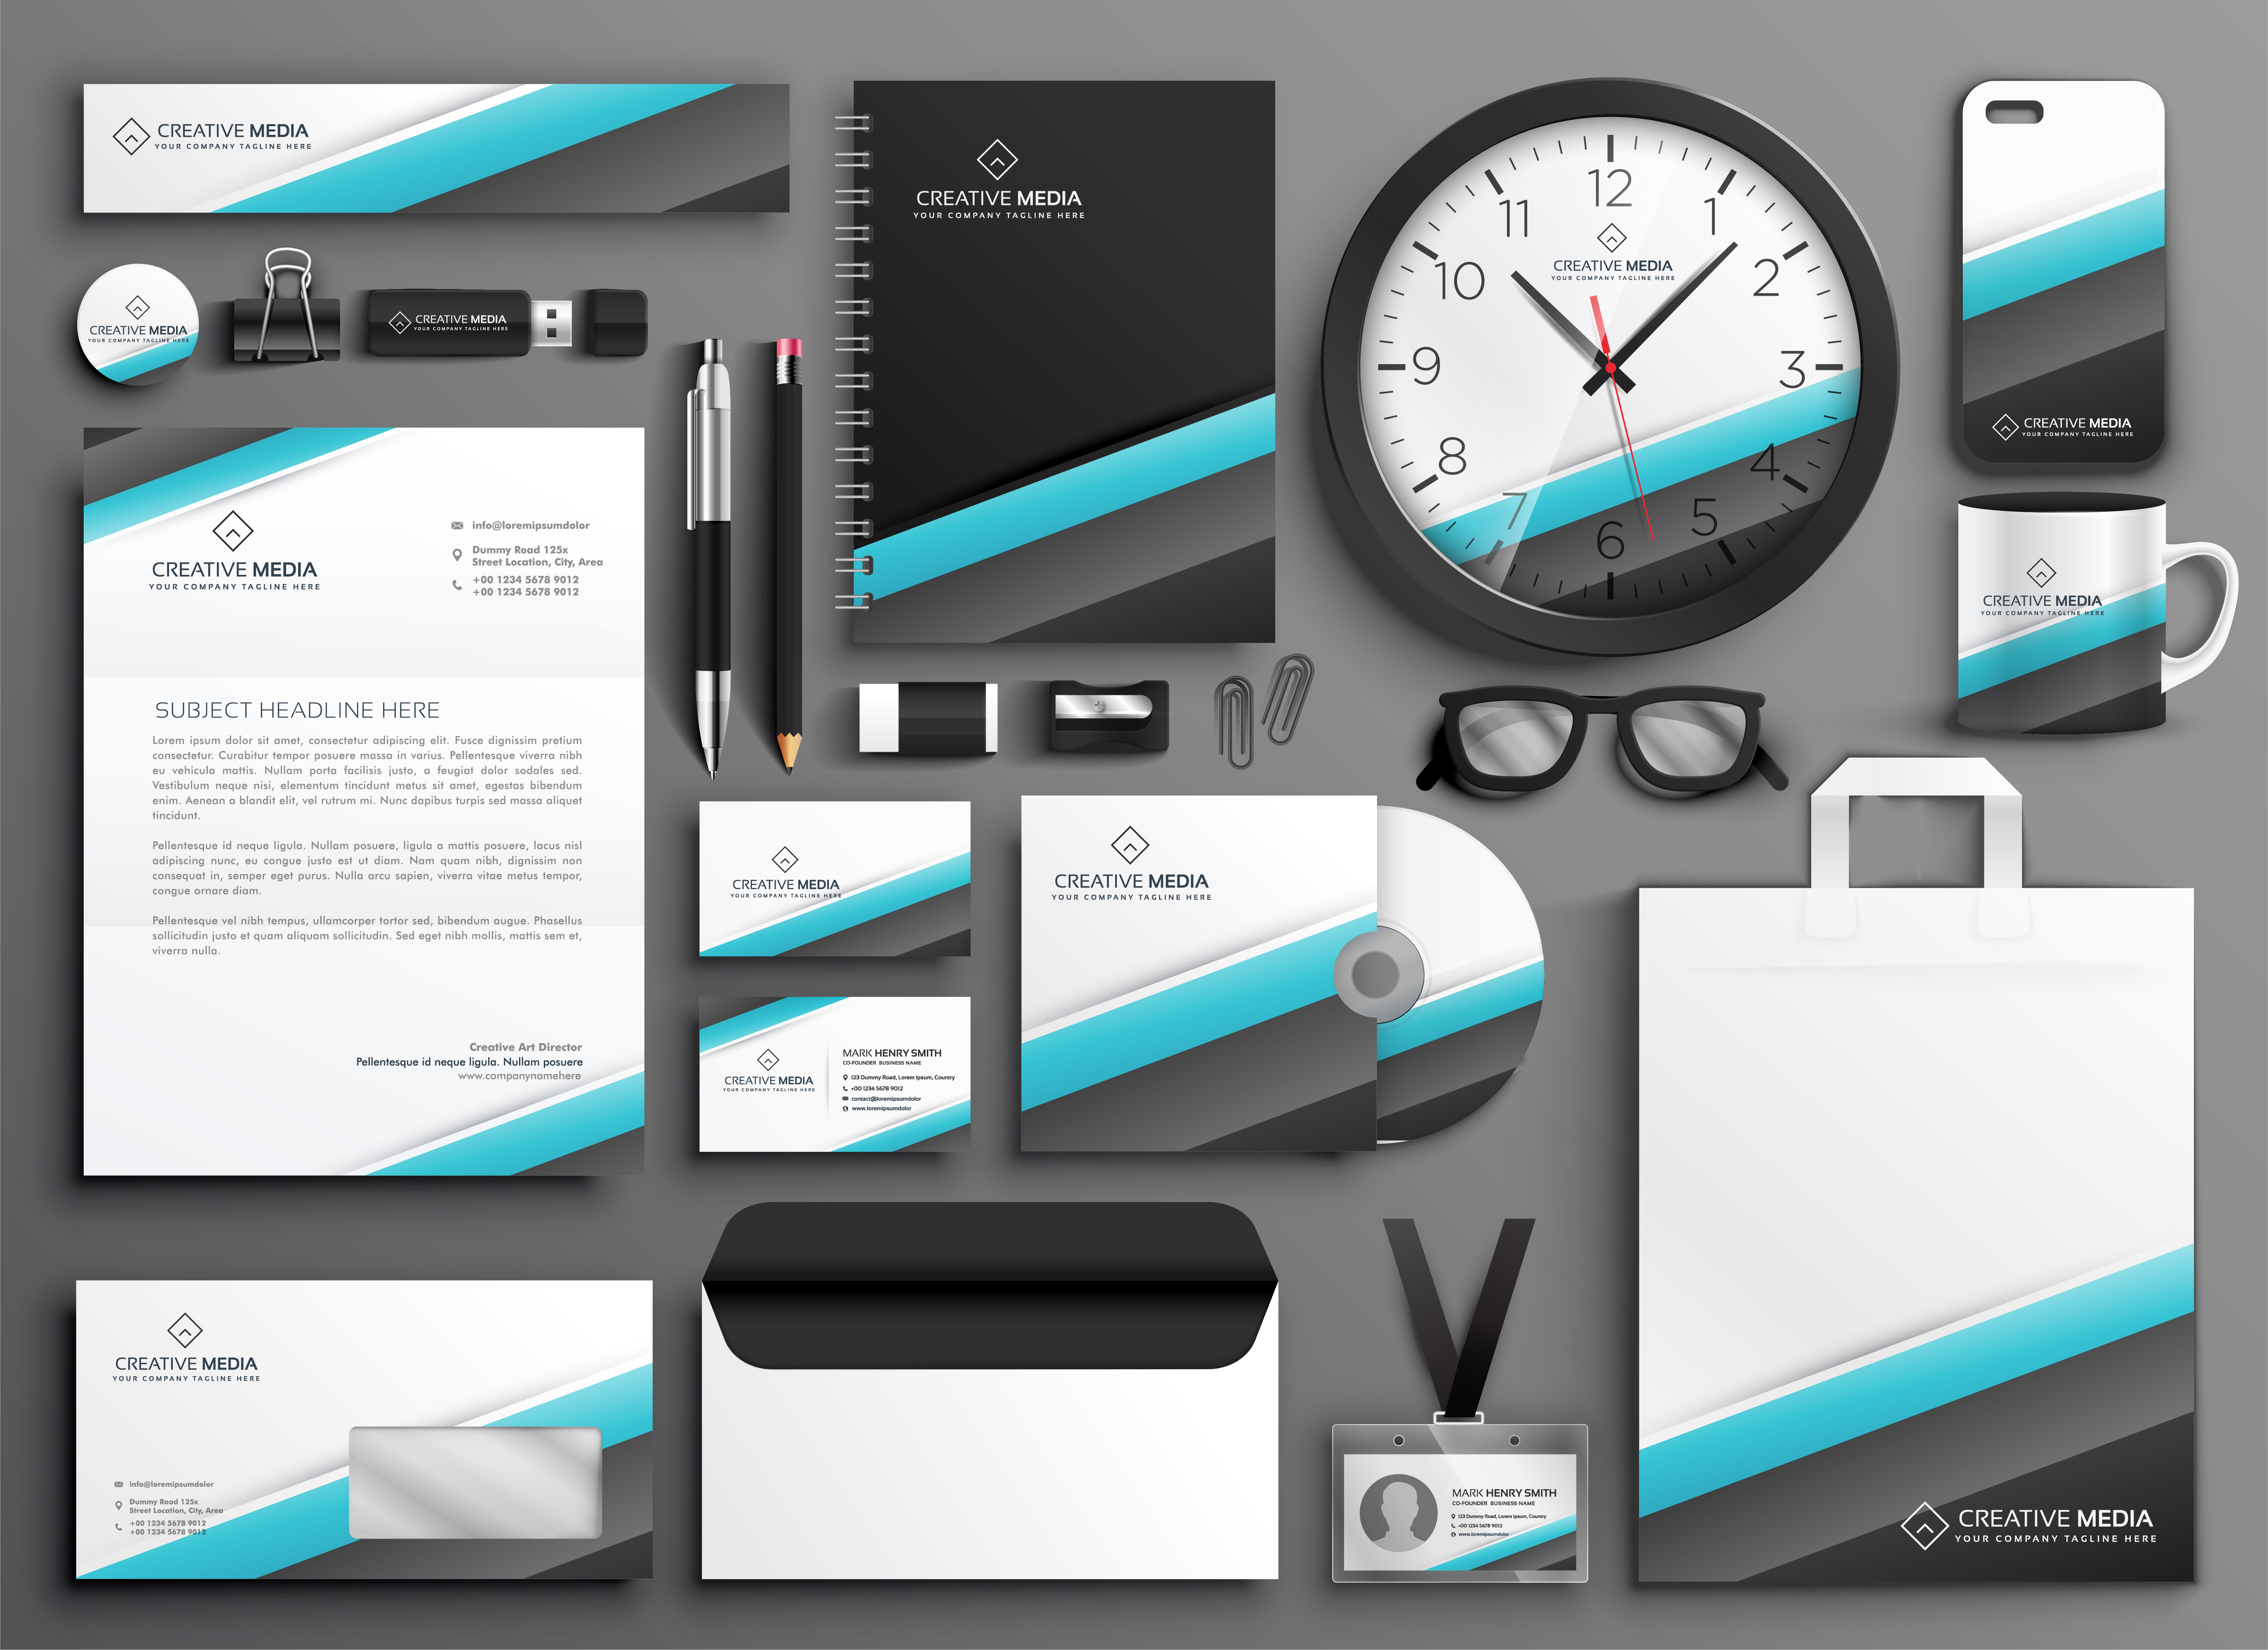 CREATIVE MEDIA
YOUR COMPANY TAGLINE HERE
CREATIVE MEDIA
YOUR COMPANY TAGLINE HERE
CREATIVE MEDIA
YOUR COMPANY TAGLINE HERE
CREATIVE MEDIA
YOUR COMPANY TAGLINE HERE
12
1
2
3
4
5
6
7
8
9
10
11
CREATIVE MEDIA
YOUR COMPANY TAGLINE HERE
CREATIVE MEDIA
YOUR COMPANY TAGLINE HERE
CREATIVE MEDIA
YOUR COMPANY TAGLINE HERE
CREATIVE MEDIA
YOUR COMPANY TAGLINE HERE
info@loremipsumdolor
Dummy Road 125x
Street Location, City, Area
+00 1234 5678 9012
+00 1234 5678 9012
SUBJECT HEADLINE HERE
Lorem ipsum dolor sit amet, consectetur adipiscing elit. Fusce dignissim pretium
consectetur. Curabitur tempor posuere massa in varius. Pellentesque viverra nibh
eu vehicula mattis. Nullam porta facilisis justo, a feugiat dolor sodales sed.
Vestibulum neque nisi, elementum tincidunt metus sit amet, egestas bibendum
enim. Aenean a blandit elit, vel rutrum mi. Nunc dapibus turpis sed massa aliquet
tincidunt.
Pellentesque id neque ligula. Nullam posuere, ligula a mattis posuere, lacus nisl
adipiscing nunc, eu congue justo est ut diam. Nam quam nibh, dignissim non
consequat in, semper eget purus. Nulla arcu sapien, viverra vitae metus tempor,
congue ornare diam.
Pellentesque vel nibh tempus, ullamcorper tortor sed, bibendum augue. Phasellus
sollicitudin justo et quam aliquam sollicitudin. Sed eget nibh mollis, mattis sem et,
viverra nulla.
Creative Art Director
Pellentesque id neque ligula. Nullam posuere
www.companynamehere
CREATIVE MEDIA
YOUR COMPANY TAGLINE HERE
CREATIVE MEDIA
YOUR COMPANY TAGLINE HERE
MARK HENRY SMITH
CO-FOUNDER BUSINESS NAME
123 Dummy Road, Lorem Ipsum, Country
+00 1234 5678 9012
contact@loremipsumdolor
www.loremipsumdolor
CREATIVE MEDIA
YOUR COMPANY TAGLINE HERE
CREATIVE MEDIA
YOUR COMPANY TAGLINE HERE
info@loremipsumdolor
Dummy Road 125x
Street Location, City, Area
+00 1234 5678 9012
+00 1234 5678 9012
MARK HENRY SMITH
CO-FOUNDER BUSINESS NAME
123 Dummy Road, Lorem Ipsum, Country
+00 1234 5678 9012
www.loremipsumdolor
CREATIVE MEDIA
YOUR COMPANY TAGLINE HERE